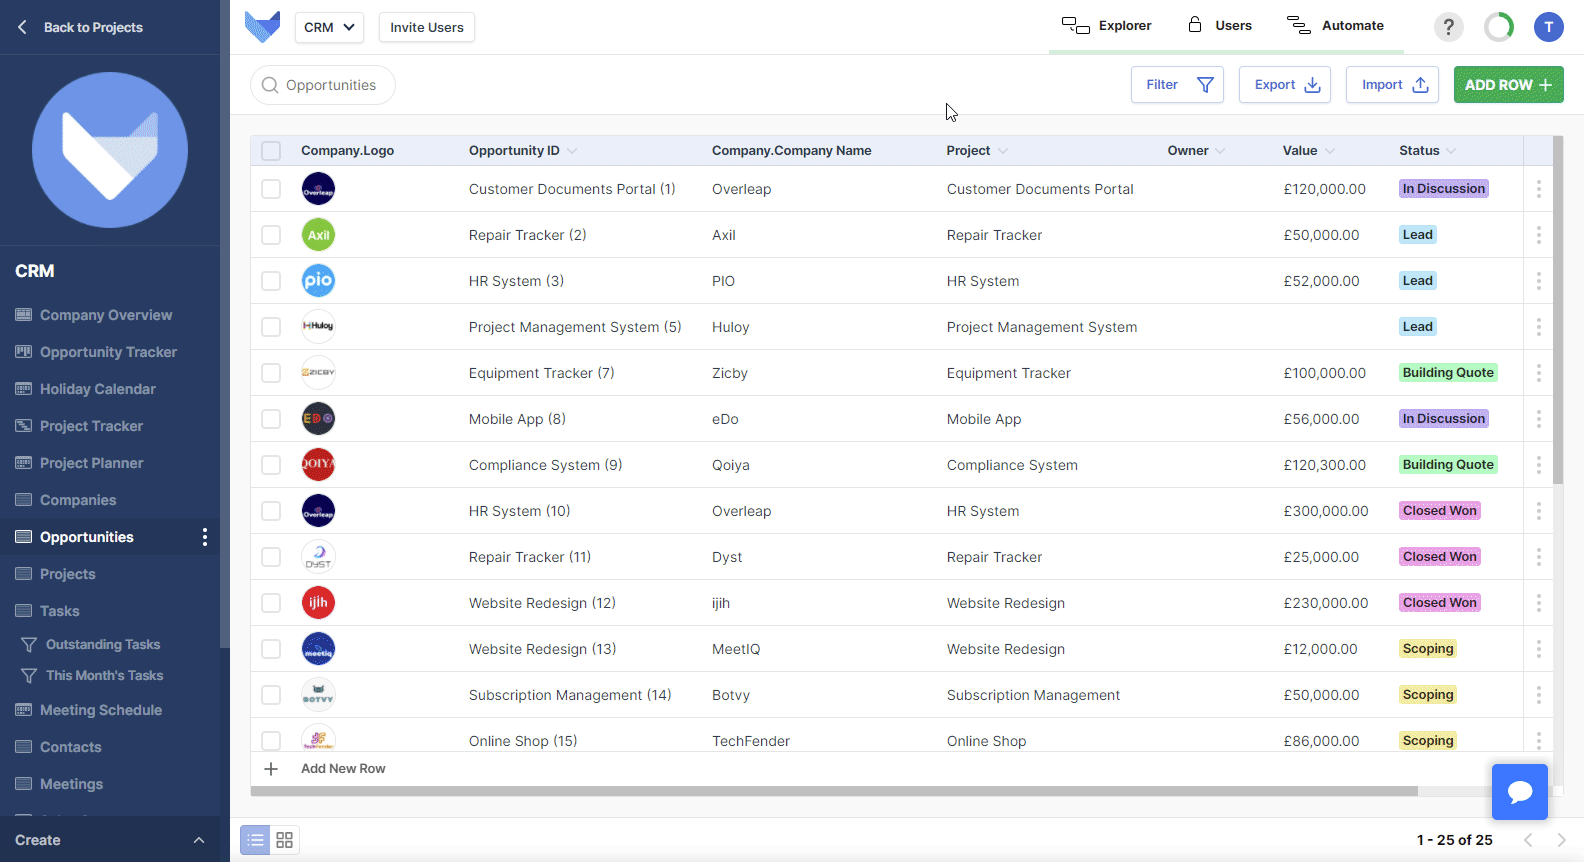 Back to Projects
CRM
Invite Users
Explorer
Users
Automate
?
T
Opportunities
Filter
Export
Import
ADD ROW
CRM
Company Overview
Opportunity Tracker
Holiday Calendar
Project Tracker
Project Planner
Companies
Opportunities
Projects
Tasks
Outstanding Tasks
This Month's Tasks
Meeting Schedule
Contacts
Meetings
Create
Company.Logo Opportunity ID Company.Company Name Project Owner Value Status
Overleap Customer Documents Portal (1) Overleap Customer Documents Portal £120,000.00 In Discussion
Axil Repair Tracker (2) Axil Repair Tracker £50,000.00 Lead
pio HR System (3) PIO HR System £52,000.00 Lead
Huloy Project Management System (5) Huloy Project Management System Lead
ZICBY Equipment Tracker (7) Zicby Equipment Tracker £100,000.00 Building Quote
EDO Mobile App (8) eDo Mobile App £56,000.00 In Discussion
QOIYA Compliance System (9) Qoiya Compliance System £120,300.00 Building Quote
Overleap HR System (10) Overleap HR System £300,000.00 Closed Won
DYST Repair Tracker (11) Dyst Repair Tracker £25,000.00 Closed Won
ijih Website Redesign (12) ijih Website Redesign £230,000.00 Closed Won
meetiq Website Redesign (13) MeetIQ Website Redesign £12,000.00 Scoping
BOTVY Subscription Management (14) Botvy Subscription Management £50,000.00 Scoping
TechFender Online Shop (15) TechFender Online Shop £86,000.00 Scoping
Add New Row
1 - 25 of 25